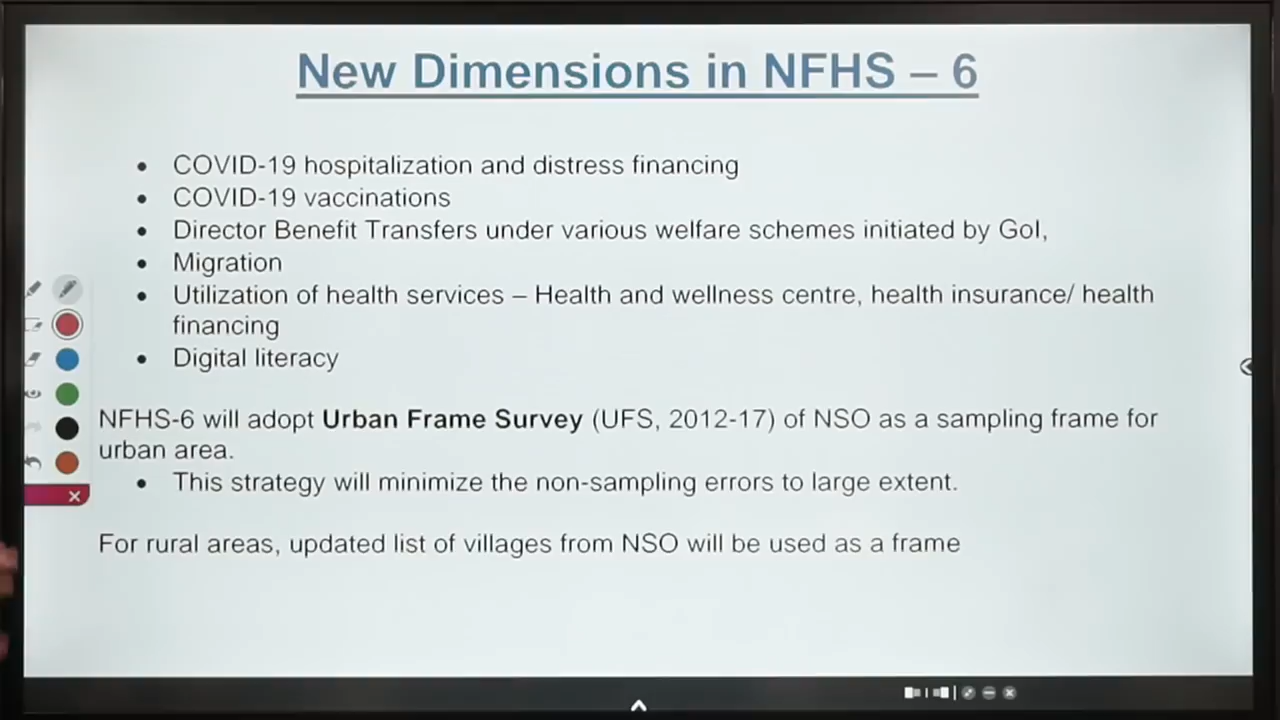 New Dimensions in NFHS – 6
• COVID-19 hospitalization and distress financing
• COVID-19 vaccinations
• Director Benefit Transfers under various welfare schemes initiated by GoI,
• Migration
• Utilization of health services – Health and wellness centre, health insurance/ health
financing
• Digital literacy
NFHS-6 will adopt Urban Frame Survey (UFS, 2012-17) of NSO as a sampling frame for
urban area.
• This strategy will minimize the non-sampling errors to large extent.
For rural areas, updated list of villages from NSO will be used as a frame